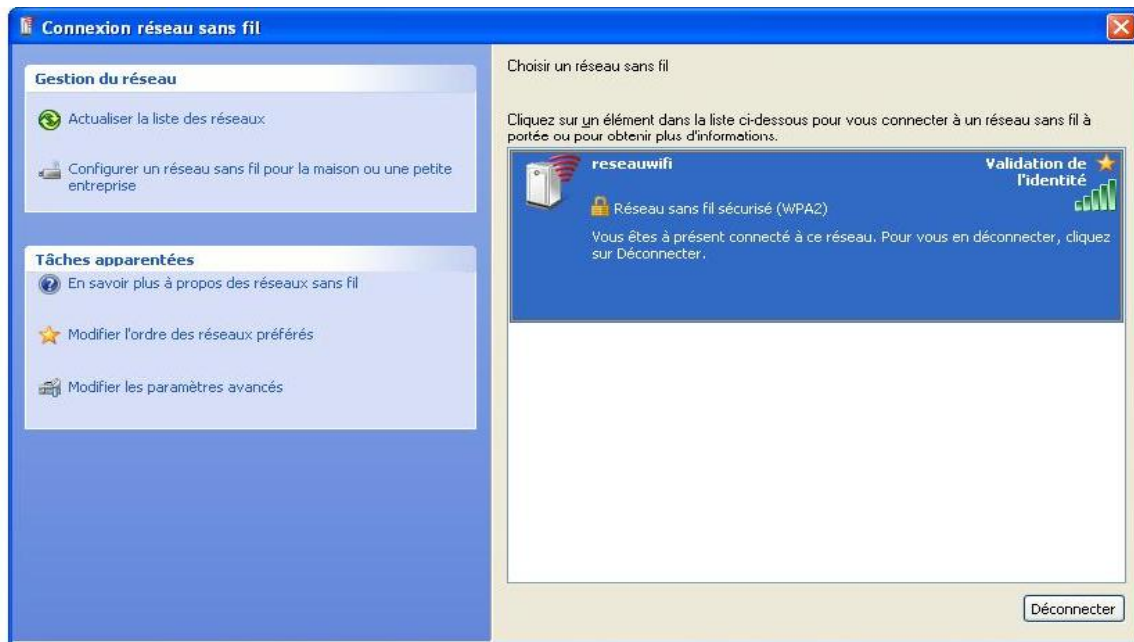 Connexion réseau sans fil
Gestion du réseau
Actualiser la liste des réseaux
Configurer un réseau sans fil pour la maison ou une petite
entreprise
Tâches apparentées
En savoir plus à propos des réseaux sans fil
Modifier l'ordre des réseaux préférés
Modifier les paramètres avancés
Choisir un réseau sans fil
Cliquez sur un élément dans la liste ci-dessous pour vous connecter à un réseau sans fil à
portée ou pour obtenir plus d'informations.
reseauwifi
Validation de
l'identité
Réseau sans fil sécurisé (WPA2)
Vous êtes à présent connecté à ce réseau. Pour vous en déconnecter, cliquez
sur Déconnecter.
Déconnecter